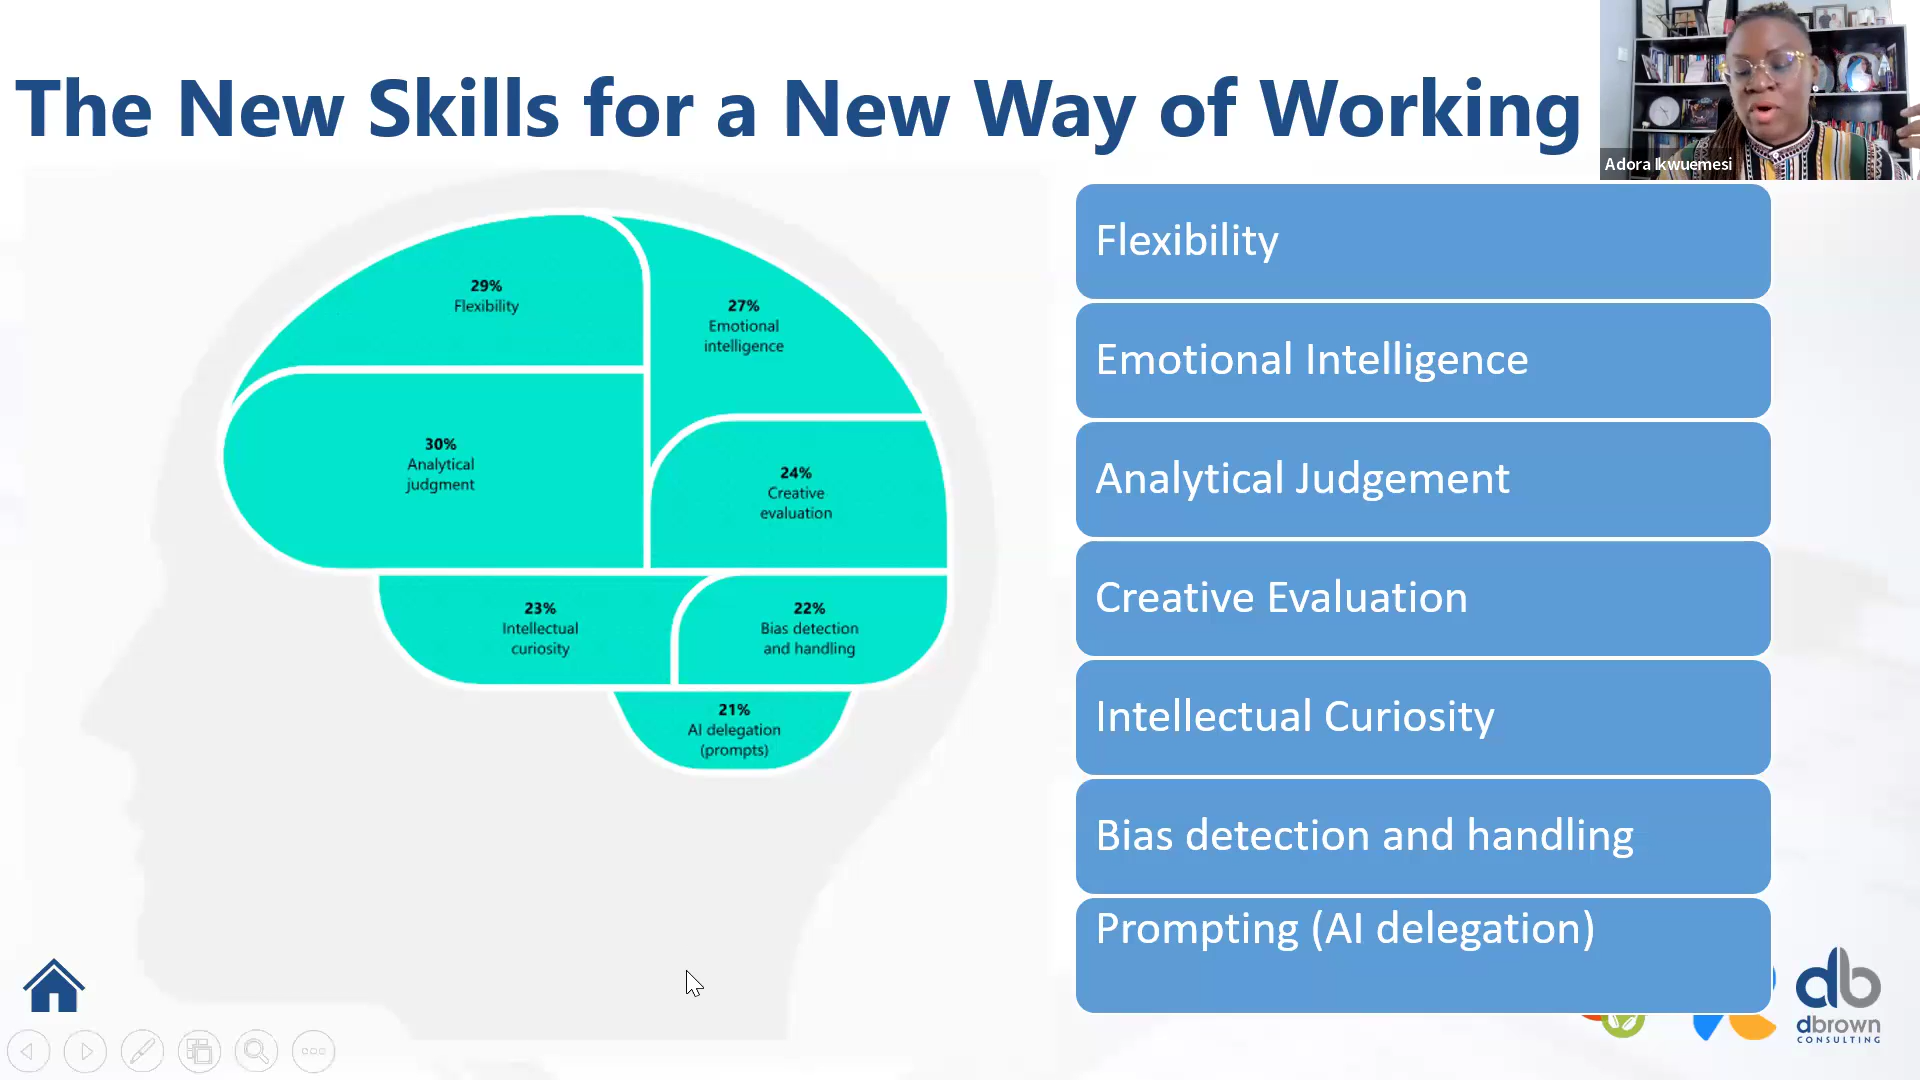 The New Skills for a New Way of Working
Adora Ikwuemesi
29%
Flexibility
27%
Emotional
intelligence
30%
Analytical
judgment
24%
Creative
evaluation
23%
Intellectual
curiosity
22%
Bias detection
and handling
21%
AI delegation
(prompts)
Flexibility
Emotional Intelligence
Analytical Judgement
Creative Evaluation
Intellectual Curiosity
Bias detection and handling
Prompting (AI delegation)
db
dbrown
CONSULTING